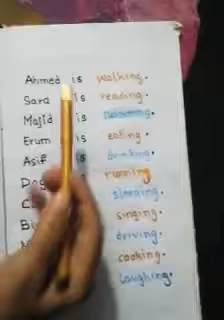 Ahmed is walking.
Sara is reading.
Majid is swimming.
Erum is eating.
Asif is drinking.
running
sleeping.
singing.
driving.
cooking.
laughing.